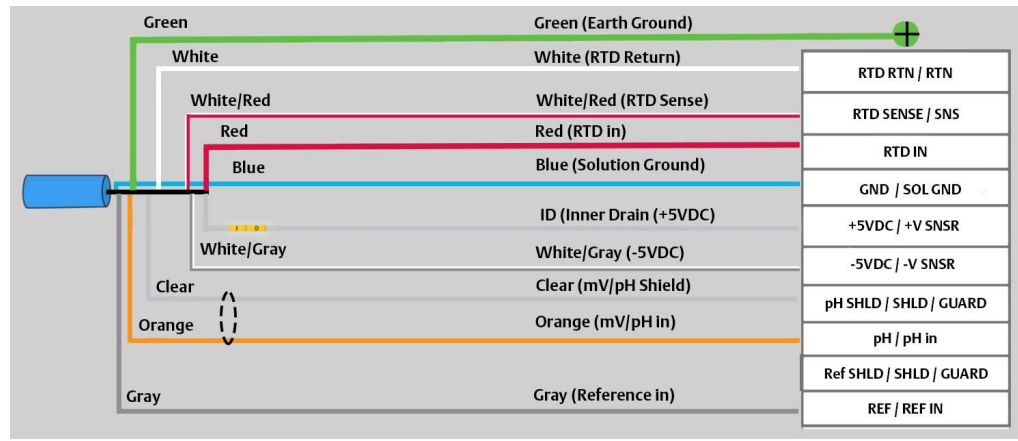 Green Green (Earth Ground)
White White (RTD Return)
RTD RTN / RTN
White/Red White/Red (RTD Sense)
RTD SENSE / SNS
Red Red (RTD in)
RTD IN
Blue Blue (Solution Ground)
GND / SOL GND
ID (Inner Drain (+5VDC)
I D
+5VDC / +V SNSR
White/Gray White/Gray (-5VDC)
-5VDC / -V SNSR
Clear Clear (mV/pH Shield)
pH SHLD / SHLD / GUARD
Orange Orange (mV/pH in)
pH / pH in
Ref SHLD / SHLD / GUARD
Gray Gray (Reference in)
REF / REF IN